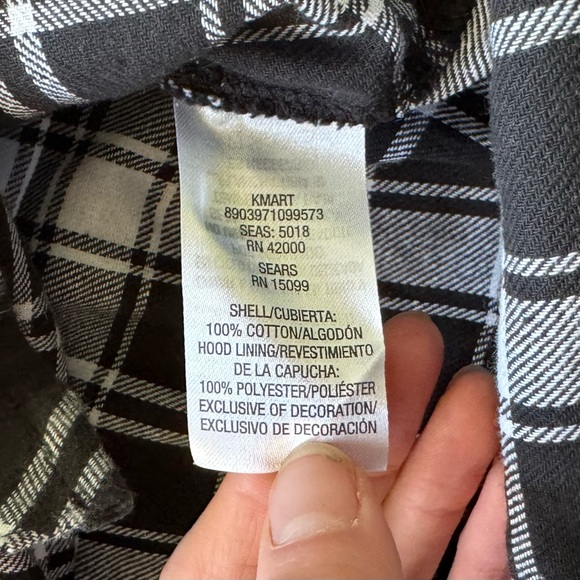 KMART
8903971099573
SEAS: 5018
RN 42000
SEARS
RN 15099
SHELL/CUBIERTA:
100% COTTON/ALGODÓN
HOOD LINING/REVESTIMIENTO
DE LA CAPUCHA:
100% POLYESTER/POLIÉSTER
EXCLUSIVE OF DECORATION/
EXCLUSIVO DE DECORACIÓN